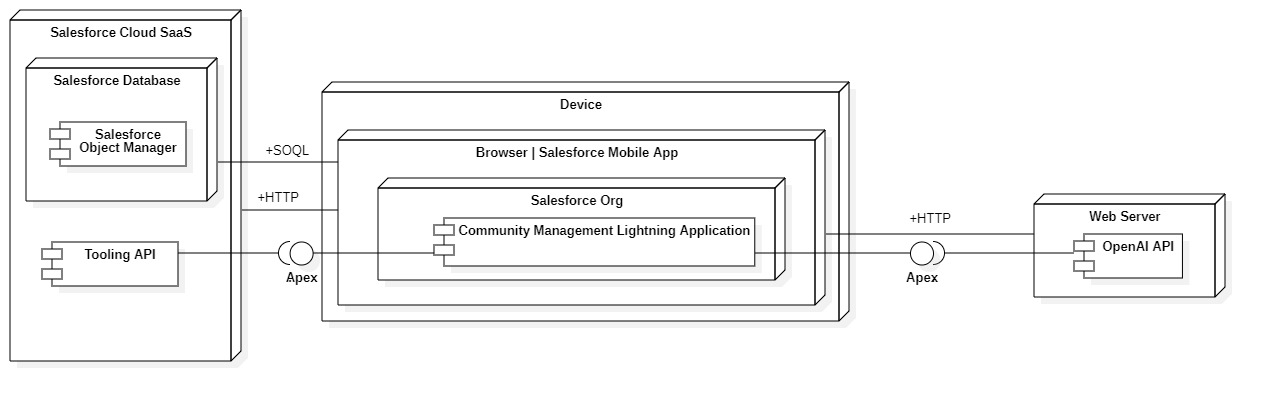 Salesforce Cloud SaaS
Salesforce Database
Salesforce
Object Manager
Tooling API
+SOQL
+HTTP
Apex
Device
Browser | Salesforce Mobile App
Salesforce Org
Community Management Lightning Application
+HTTP
Apex
Web Server
OpenAI API